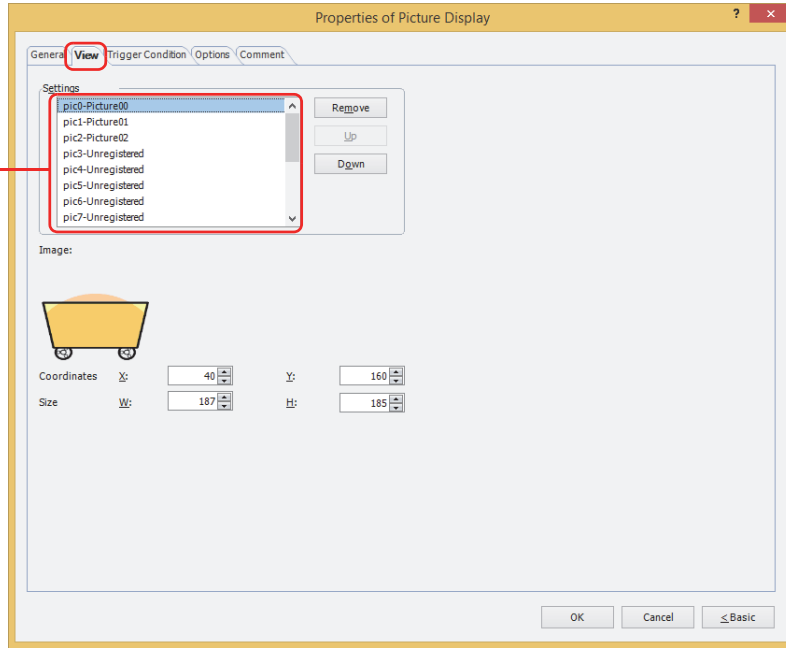 Properties of Picture Display
? ×
General View Trigger Condition Options Comment
Settings
pic0-Picture00
pic1-Picture01
pic2-Picture02
pic3-Unregistered
pic4-Unregistered
pic5-Unregistered
pic6-Unregistered
pic7-Unregistered
Remove
Up
Down
Image:
Coordinates X: 40 Y: 160
Size W: 187 H: 185
OK Cancel < Basic